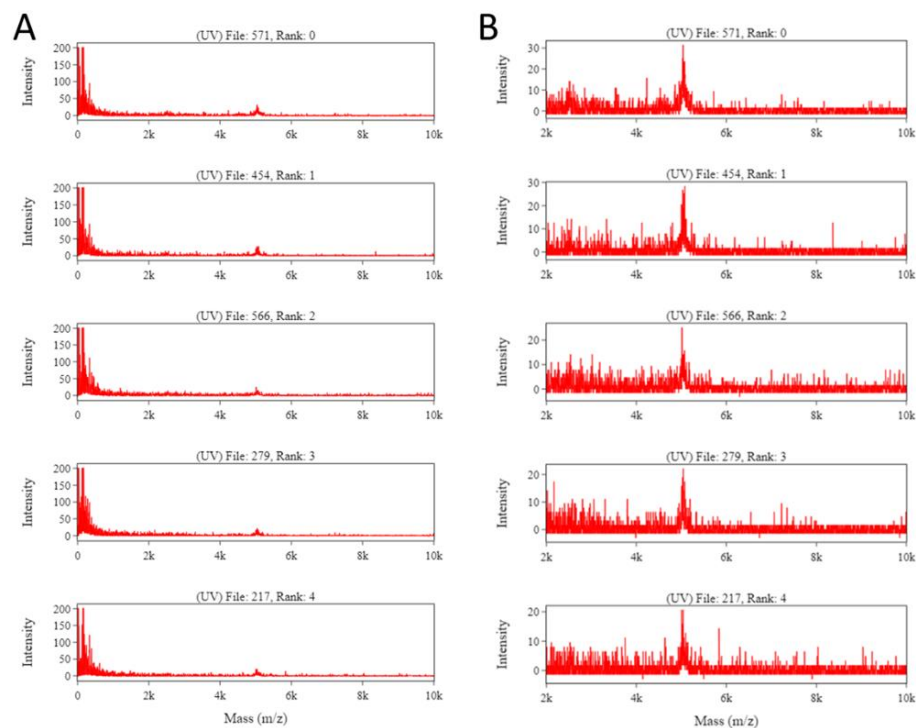 A
B
(UV) File: 571, Rank: 0
Intensity
200
150
100
50
0
0 2k 4k 6k 8k 10k
(UV) File: 454, Rank: 1
Intensity
200
150
100
50
0
0 2k 4k 6k 8k 10k
(UV) File: 566, Rank: 2
Intensity
200
150
100
50
0
0 2k 4k 6k 8k 10k
(UV) File: 279, Rank: 3
Intensity
200
150
100
50
0
0 2k 4k 6k 8k 10k
(UV) File: 217, Rank: 4
Intensity
200
150
100
50
0
0 2k 4k 6k 8k 10k
Mass (m/z)
(UV) File: 571, Rank: 0
Intensity
30
20
10
0
2k 4k 6k 8k 10k
(UV) File: 454, Rank: 1
Intensity
30
20
10
0
2k 4k 6k 8k 10k
(UV) File: 566, Rank: 2
Intensity
20
10
0
2k 4k 6k 8k 10k
(UV) File: 279, Rank: 3
Intensity
20
10
0
2k 4k 6k 8k 10k
(UV) File: 217, Rank: 4
Intensity
20
10
0
2k 4k 6k 8k 10k
Mass (m/z)